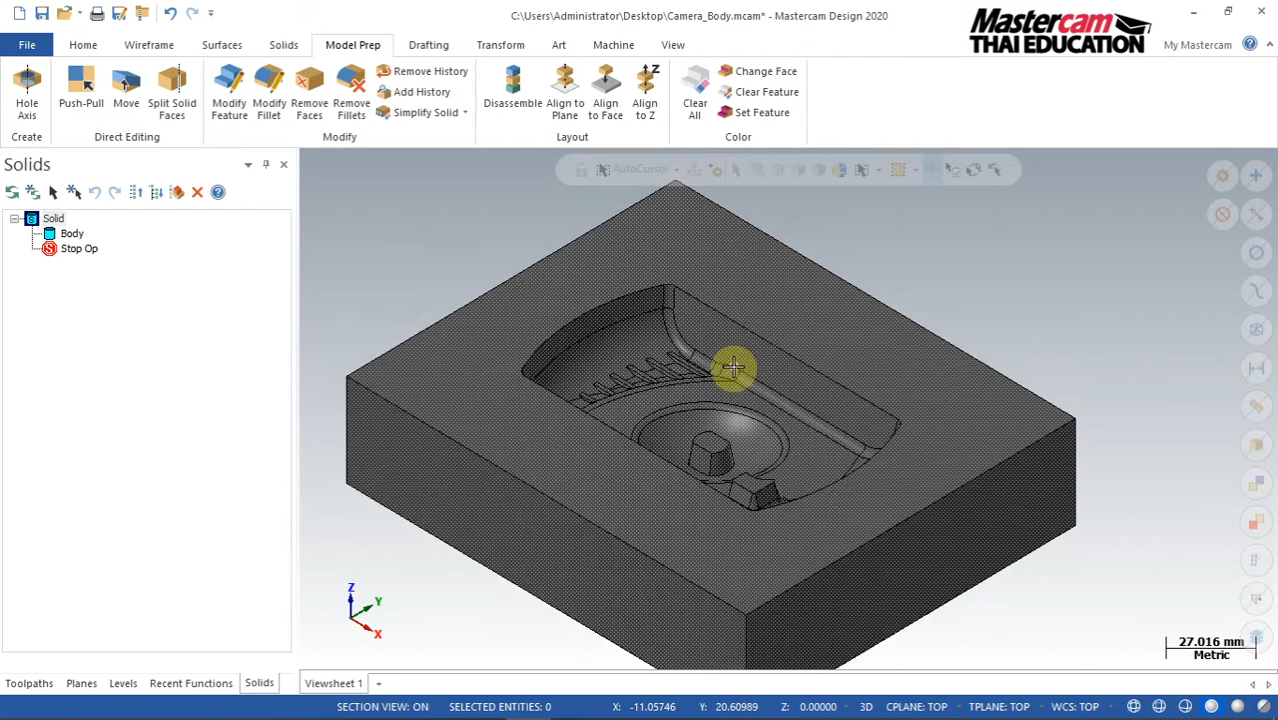 C:\Users\Administrator\Desktop\Camera_Body.mcam* - Mastercam Design 2020
Mastercam
THAI EDUCATION
File Home Wireframe Surfaces Solids Model Prep Drafting Transform Art Machine View My Mastercam
Hole Axis
Create
Push-Pull Move Split Solid Faces
Direct Editing
Modify Feature Modify Fillet Remove Faces Remove Fillets Remove History Add History Simplify Solid
Modify
Disassemble Align to Plane Align to Face Align to Z
Layout
Clear All Change Face Clear Feature Set Feature
Color
Solids
AutoCursor
Solid
Body
Stop Op
Z
Y
X
27.016 mm
Metric
Toolpaths Planes Levels Recent Functions Solids Viewsheet 1 +
SECTION VIEW: ON SELECTED ENTITIES: 0 X: -11.05746 Y: 20.60989 Z: 0.00000 3D CPLANE: TOP TPLANE: TOP WCS: TOP